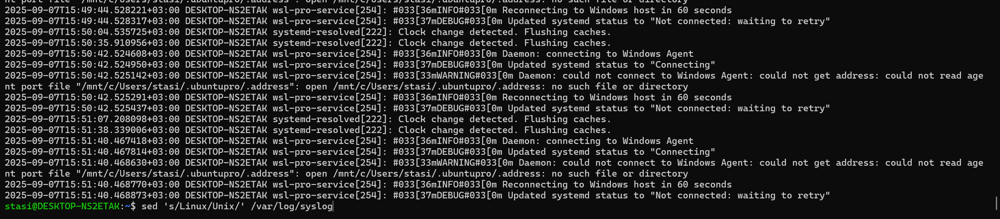 nt port file "/mnt/c/Users/stasi/.ubuntupro/.address": open /mnt/c/Users/stasi/.ubuntupro/.address: no such file or directory
2025-09-07T15:49:44.528221+03:00 DESKTOP-NS2ETAK wsl-pro-service[254]: #033[36mINFO#033[0m Reconnecting to Windows host in 60 seconds
2025-09-07T15:49:44.528317+03:00 DESKTOP-NS2ETAK wsl-pro-service[254]: #033[37mDEBUG#033[0m Updated systemd status to "Not connected: waiting to retry"
2025-09-07T15:50:04.535725+03:00 DESKTOP-NS2ETAK systemd-resolved[222]: Clock change detected. Flushing caches.
2025-09-07T15:50:35.910956+03:00 DESKTOP-NS2ETAK systemd-resolved[222]: Clock change detected. Flushing caches.
2025-09-07T15:50:42.524608+03:00 DESKTOP-NS2ETAK wsl-pro-service[254]: #033[36mINFO#033[0m Daemon: connecting to Windows Agent
2025-09-07T15:50:42.524950+03:00 DESKTOP-NS2ETAK wsl-pro-service[254]: #033[37mDEBUG#033[0m Updated systemd status to "Connecting"
2025-09-07T15:50:42.525142+03:00 DESKTOP-NS2ETAK wsl-pro-service[254]: #033[33mWARNING#033[0m Daemon: could not connect to Windows Agent: could not get address: could not read age
nt port file "/mnt/c/Users/stasi/.ubuntupro/.address": open /mnt/c/Users/stasi/.ubuntupro/.address: no such file or directory
2025-09-07T15:50:42.525291+03:00 DESKTOP-NS2ETAK wsl-pro-service[254]: #033[36mINFO#033[0m Reconnecting to Windows host in 60 seconds
2025-09-07T15:50:42.525437+03:00 DESKTOP-NS2ETAK wsl-pro-service[254]: #033[37mDEBUG#033[0m Updated systemd status to "Not connected: waiting to retry"
2025-09-07T15:51:07.208098+03:00 DESKTOP-NS2ETAK systemd-resolved[222]: Clock change detected. Flushing caches.
2025-09-07T15:51:38.339006+03:00 DESKTOP-NS2ETAK systemd-resolved[222]: Clock change detected. Flushing caches.
2025-09-07T15:51:40.467418+03:00 DESKTOP-NS2ETAK wsl-pro-service[254]: #033[36mINFO#033[0m Daemon: connecting to Windows Agent
2025-09-07T15:51:40.467814+03:00 DESKTOP-NS2ETAK wsl-pro-service[254]: #033[37mDEBUG#033[0m Updated systemd status to "Connecting"
2025-09-07T15:51:40.468630+03:00 DESKTOP-NS2ETAK wsl-pro-service[254]: #033[33mWARNING#033[0m Daemon: could not connect to Windows Agent: could not get address: could not read age
nt port file "/mnt/c/Users/stasi/.ubuntupro/.address": open /mnt/c/Users/stasi/.ubuntupro/.address: no such file or directory
2025-09-07T15:51:40.468770+03:00 DESKTOP-NS2ETAK wsl-pro-service[254]: #033[36mINFO#033[0m Reconnecting to Windows host in 60 seconds
2025-09-07T15:51:40.468873+03:00 DESKTOP-NS2ETAK wsl-pro-service[254]: #033[37mDEBUG#033[0m Updated systemd status to "Not connected: waiting to retry"
stasi@DESKTOP-NS2ETAK:~$ sed 's/Linux/Unix/' /var/log/syslog